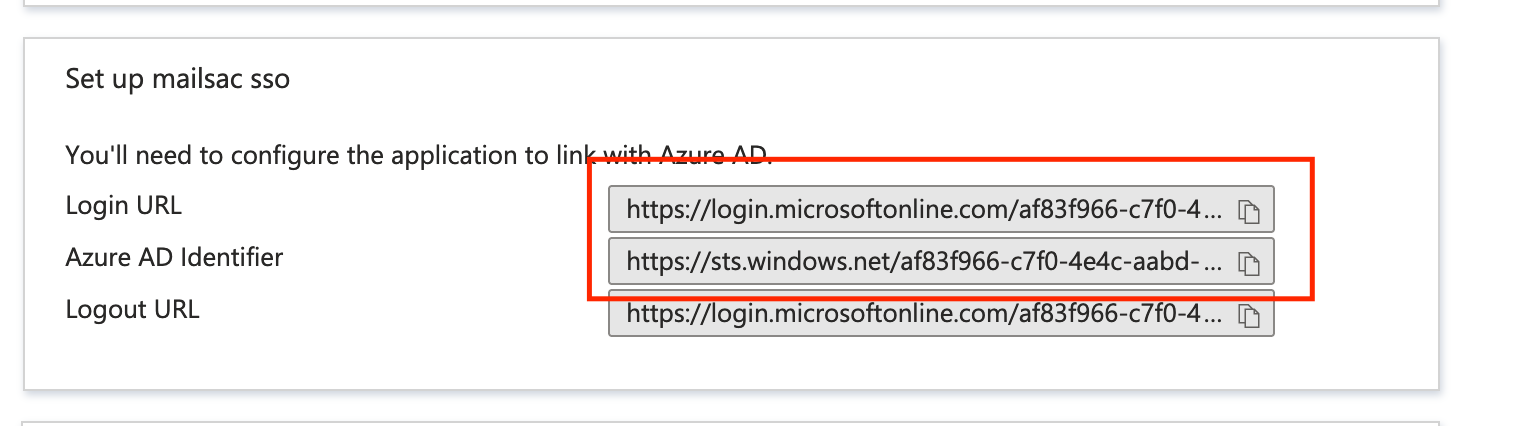 Set up mailsac sso
You'll need to configure the application to link with Azure AD.
Login URL https://login.microsoftonline.com/af83f966-c7f0-4...
Azure AD Identifier https://sts.windows.net/af83f966-c7f0-4e4c-aabd-...
Logout URL https://login.microsoftonline.com/af83f966-c7f0-4...